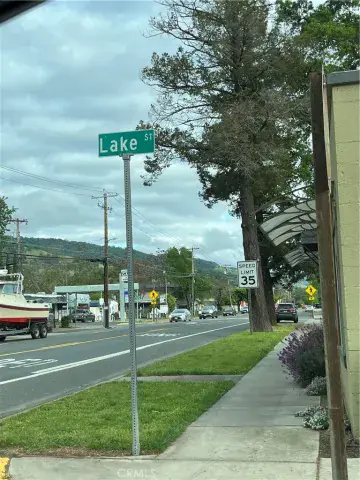 Lake ST
SPEED
LIMIT
35
CRMLS